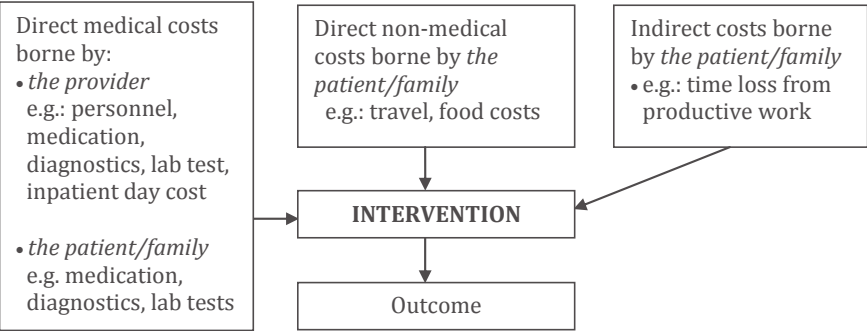 Direct medical costs
borne by:
• the provider
e.g.: personnel,
medication,
diagnostics, lab test,
inpatient day cost
• the patient/family
e.g. medication,
diagnostics, lab tests
Direct non-medical
costs borne by the
patient/family
e.g.: travel, food costs
Indirect costs borne
by the patient/family
• e.g.: time loss from
productive work
INTERVENTION
Outcome